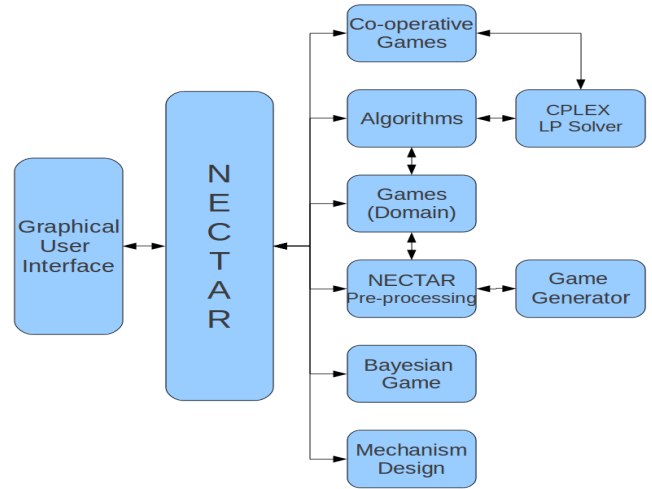 Graphical
User
Interface
N
E
C
T
A
R
Co-operative
Games
Algorithms
CPLEX
LP Solver
Games
(Domain)
NECTAR
Pre-processing
Game
Generator
Bayesian
Game
Mechanism
Design